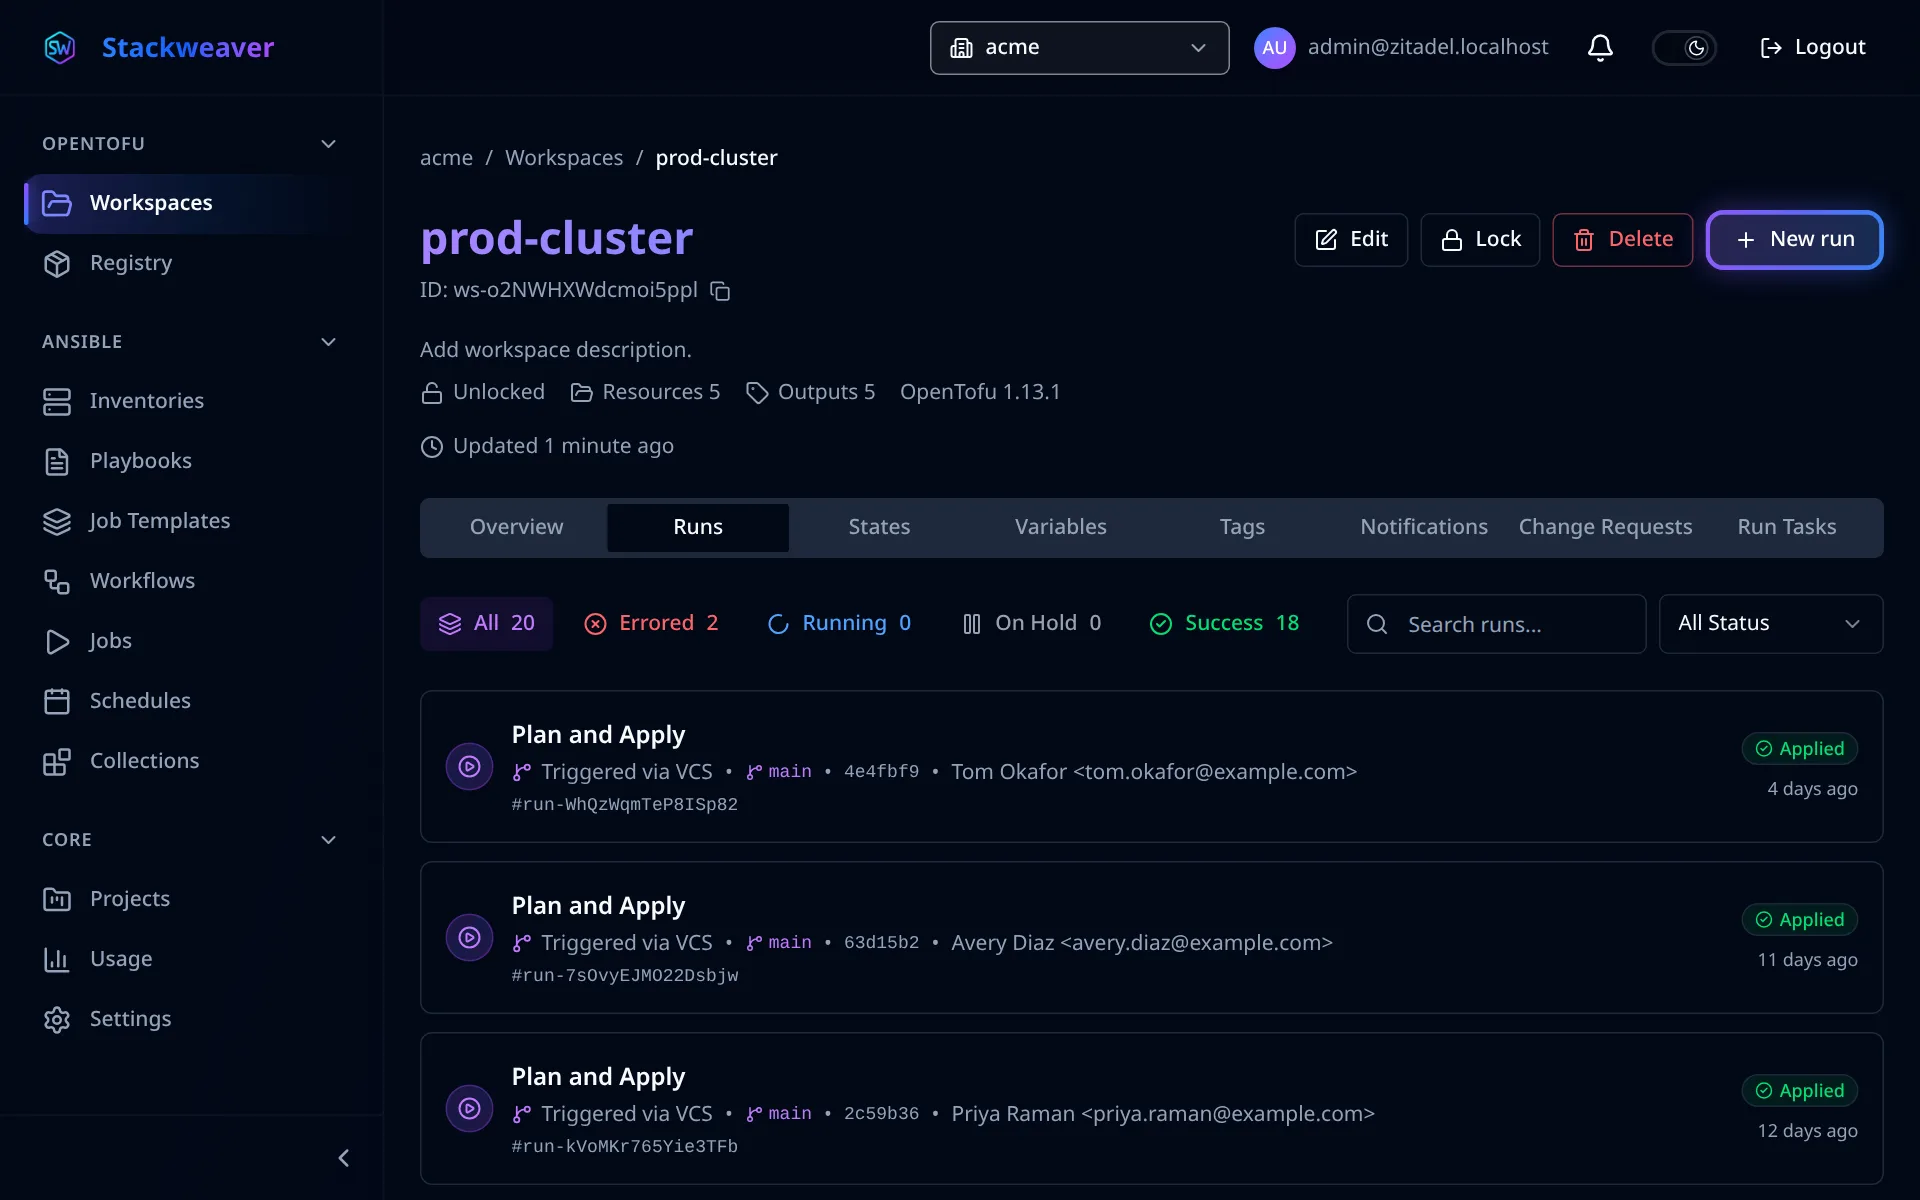 SW Stackweaver
acme
AU admin@zitadel.localhost
Logout
OPENTOFU
Workspaces
Registry
ANSIBLE
Inventories
Playbooks
Job Templates
Workflows
Jobs
Schedules
Collections
CORE
Projects
Usage
Settings
acme / Workspaces / prod-cluster
prod-cluster
Edit
Lock
Delete
+ New run
ID: ws-o2NWHXWdcmoi5ppl
Add workspace description.
Unlocked Resources 5 Outputs 5 OpenTofu 1.13.1
Updated 1 minute ago
Overview Runs States Variables Tags Notifications Change Requests Run Tasks
All 20 Errored 2 Running 0 On Hold 0 Success 18 Search runs... All Status
Plan and Apply
Triggered via VCS • main • 4e4fbf9 • Tom Okafor <tom.okafor@example.com>
#run-WhQzWqmTeP8ISp82
Applied
4 days ago
Plan and Apply
Triggered via VCS • main • 63d15b2 • Avery Diaz <avery.diaz@example.com>
#run-7sOvyEJMO22Dsbjw
Applied
11 days ago
Plan and Apply
Triggered via VCS • main • 2c59b36 • Priya Raman <priya.raman@example.com>
#run-kVoMKr765Yie3TFb
Applied
12 days ago